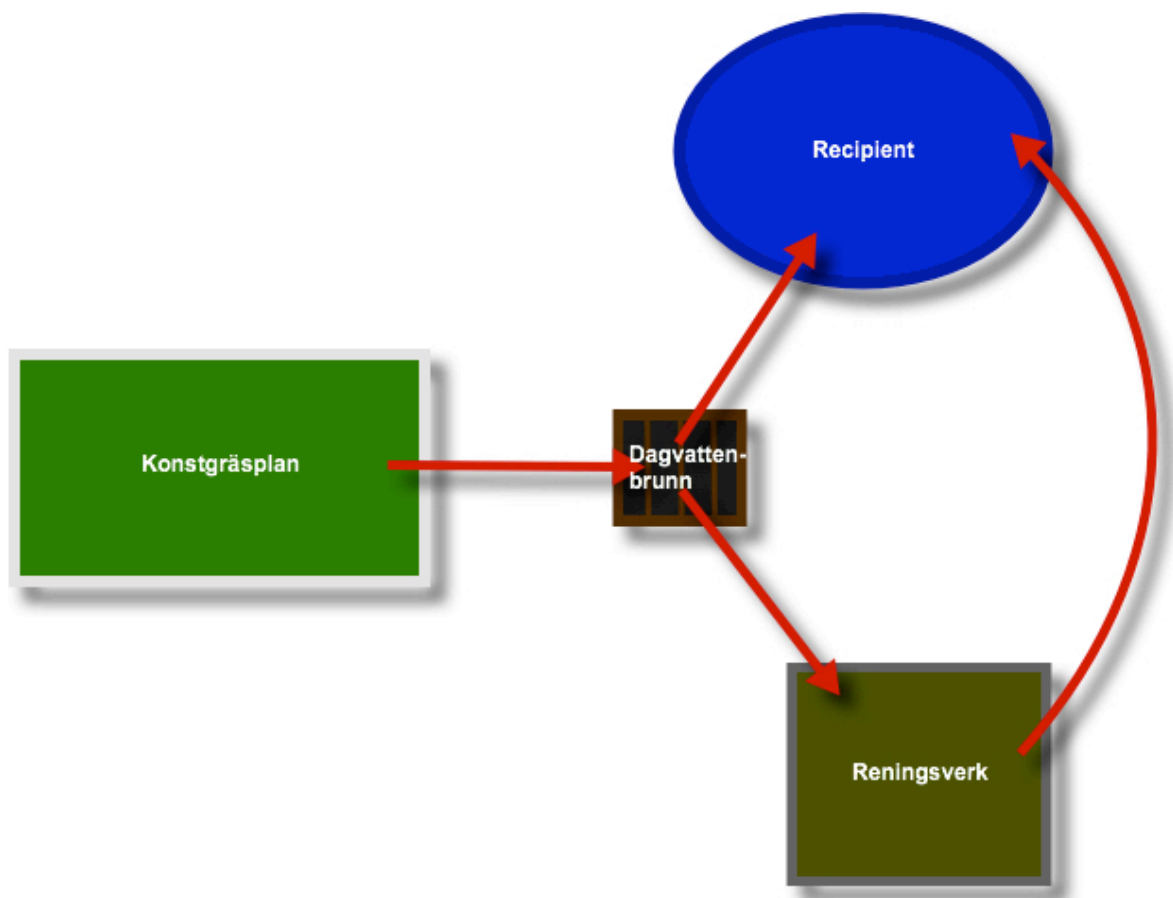 Recipient
Konstgräsplan
Dagvatten-
brunn
Reningsverk